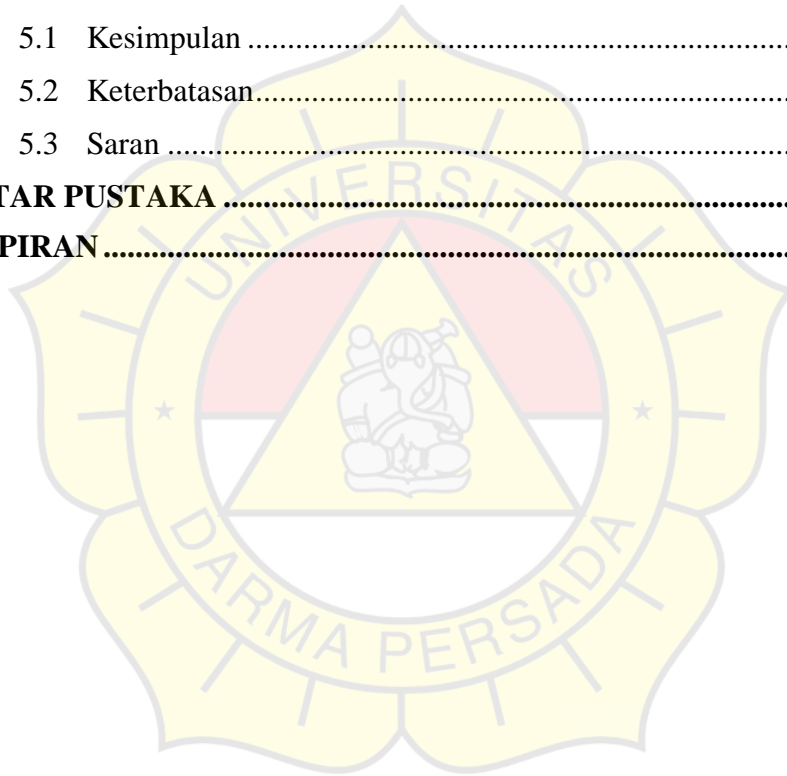 5.1 Kesimpulan ........................................................................
5.2 Keterbatasan.......................................................................
5.3 Saran ..................................................................................
TAR PUSTAKA ........................................................................
PIRAN.......................................................................................
UNIVERSITAS
DARMA PERSADA